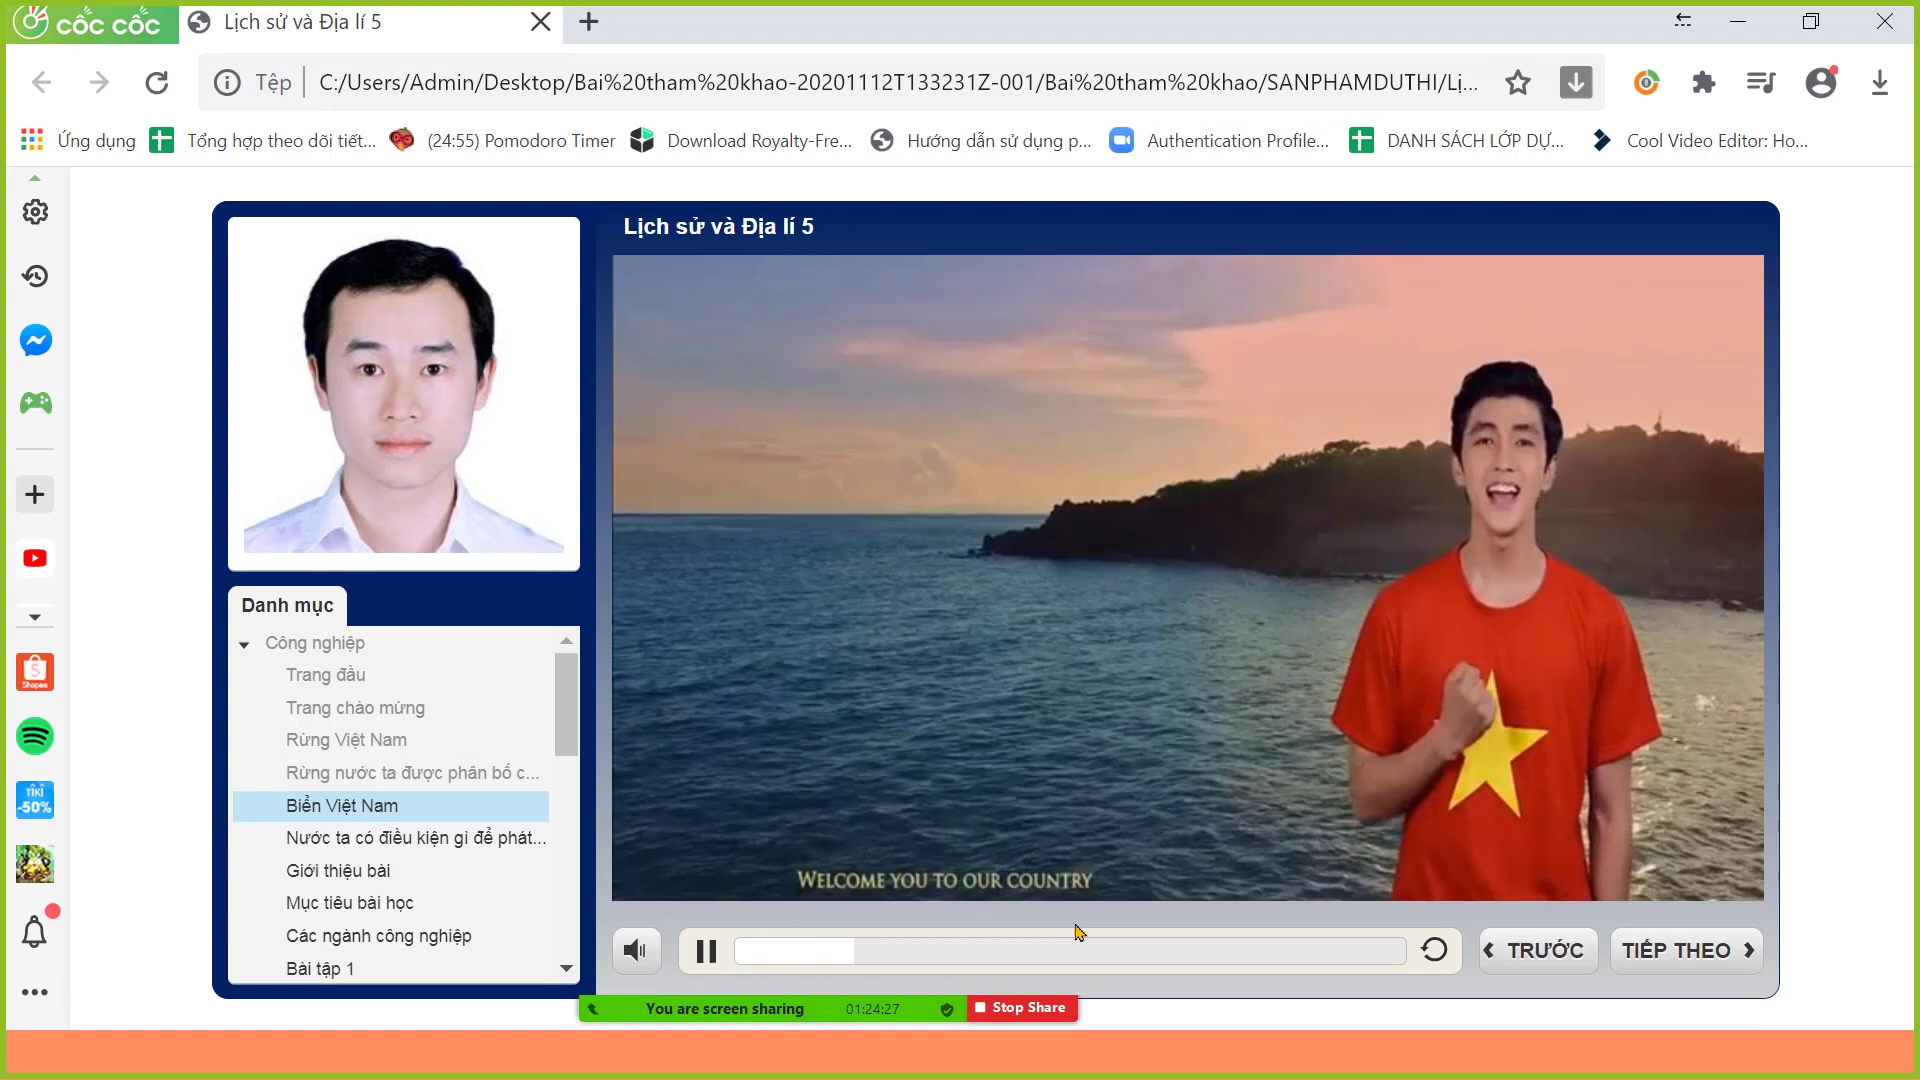 cốc cốc
Lịch sử và Địa lí 5
Tệp
C:/Users/Admin/Desktop/Bai%20tham%20khao-20201112T133231Z-001/Bai%20tham%20khao/SANPHAMDUTHI/Lị...
Ứng dụng
Tổng hợp theo dõi tiết...
(24:55) Pomodoro Timer
Download Royalty-Fre...
Hướng dẫn sử dụng p...
Authentication Profile...
DANH SÁCH LỚP DỰ...
Cool Video Editor: Ho...
Lịch sử và Địa lí 5
Danh mục
Công nghiệp
Trang đầu
Trang chào mừng
Rừng Việt Nam
Rừng nước ta được phân bố c...
Biển Việt Nam
Nước ta có điều kiện gì để phát...
Giới thiệu bài
Mục tiêu bài học
Các ngành công nghiệp
Bài tập 1
Shopee
TIKI
-50%
WELCOME YOU TO OUR COUNTRY
TRƯỚC
TIẾP THEO
You are screen sharing
01:24:27
Stop Share